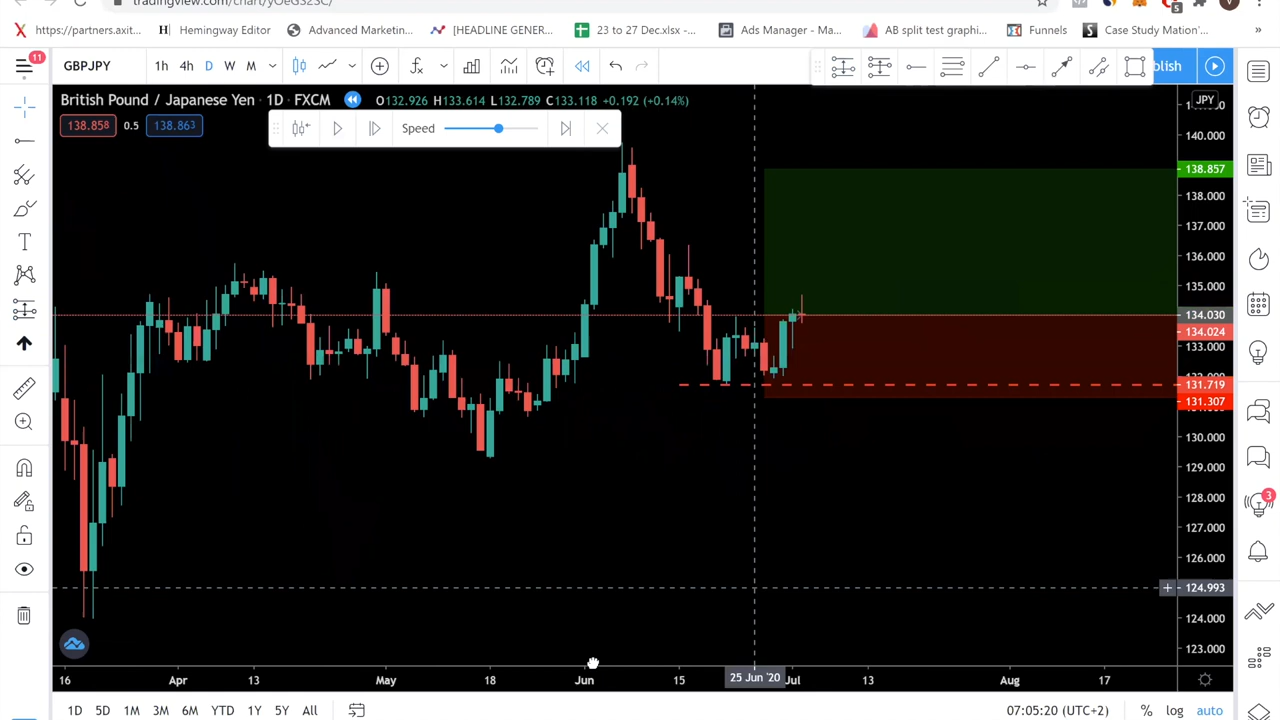 tradingview.com/chart/yOeGS23C/
5
V
https://partners.axit...
Hemingway Editor
Advanced Marketin...
[HEADLINE GENER...
23 to 27 Dec.xlsx -...
Ads Manager - Ma...
AB split test graphi...
Funnels
Case Study Mation'...
»
11
GBPJPY
1h 4h D W M
blish
British Pound / Japanese Yen · 1D · FXCM
O132.926 H133.614 L132.789 C133.118 +0.192 (+0.14%)
JPY
138.858 0.5 138.863
Speed
140.000
138.857
138.000
137.000
136.000
135.000
134.030
134.024
133.000
131.719
131.307
130.000
129.000
128.000
127.000
126.000
124.993
124.000
123.000
3
16 Apr 13 May 18 Jun 15 25 Jun '20 Jul 13 Aug 17
1D 5D 1M 3M 6M YTD 1Y 5Y All
07:05:20 (UTC+2) % log auto